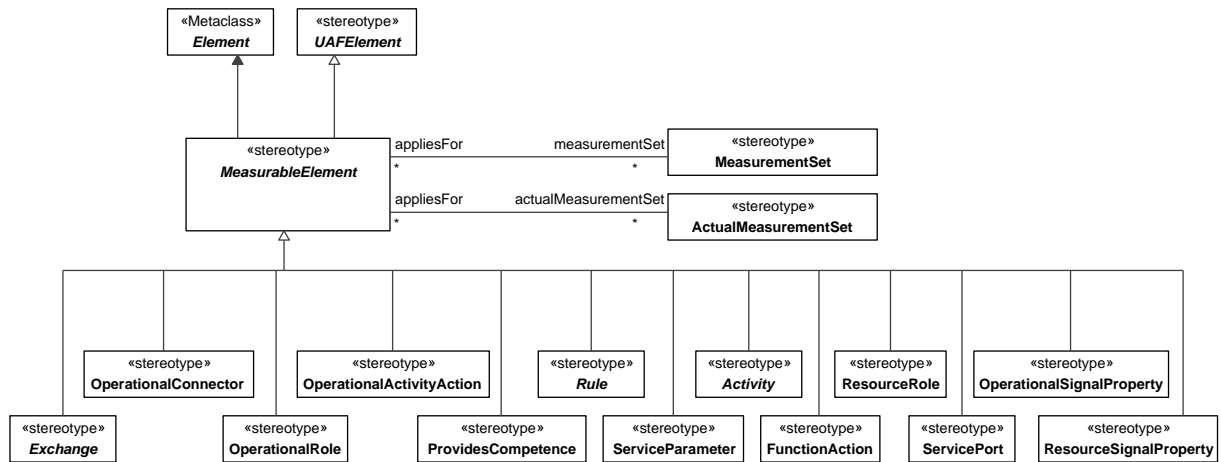 «Metaclass»
Element
«stereotype»
UAFElement
«stereotype»
MeasurableElement
appliesFor
measurementSet
*
*
«stereotype»
MeasurementSet
appliesFor
actualMeasurementSet
*
*
«stereotype»
ActualMeasurementSet
«stereotype»
OperationalConnector
«stereotype»
OperationalActivityAction
«stereotype»
Rule
«stereotype»
Activity
«stereotype»
ResourceRole
«stereotype»
OperationalSignalProperty
«stereotype»
Exchange
«stereotype»
OperationalRole
«stereotype»
ProvidesCompetence
«stereotype»
ServiceParameter
«stereotype»
FunctionAction
«stereotype»
ServicePort
«stereotype»
ResourceSignalProperty